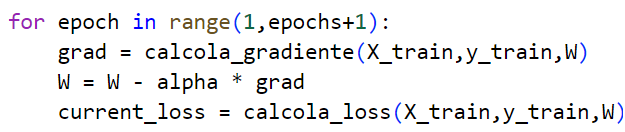 for epoch in range(1,epochs+1):
    grad = calcola_gradiente(X_train,y_train,W)
    W = W - alpha * grad
    current_loss = calcola_loss(X_train,y_train,W)